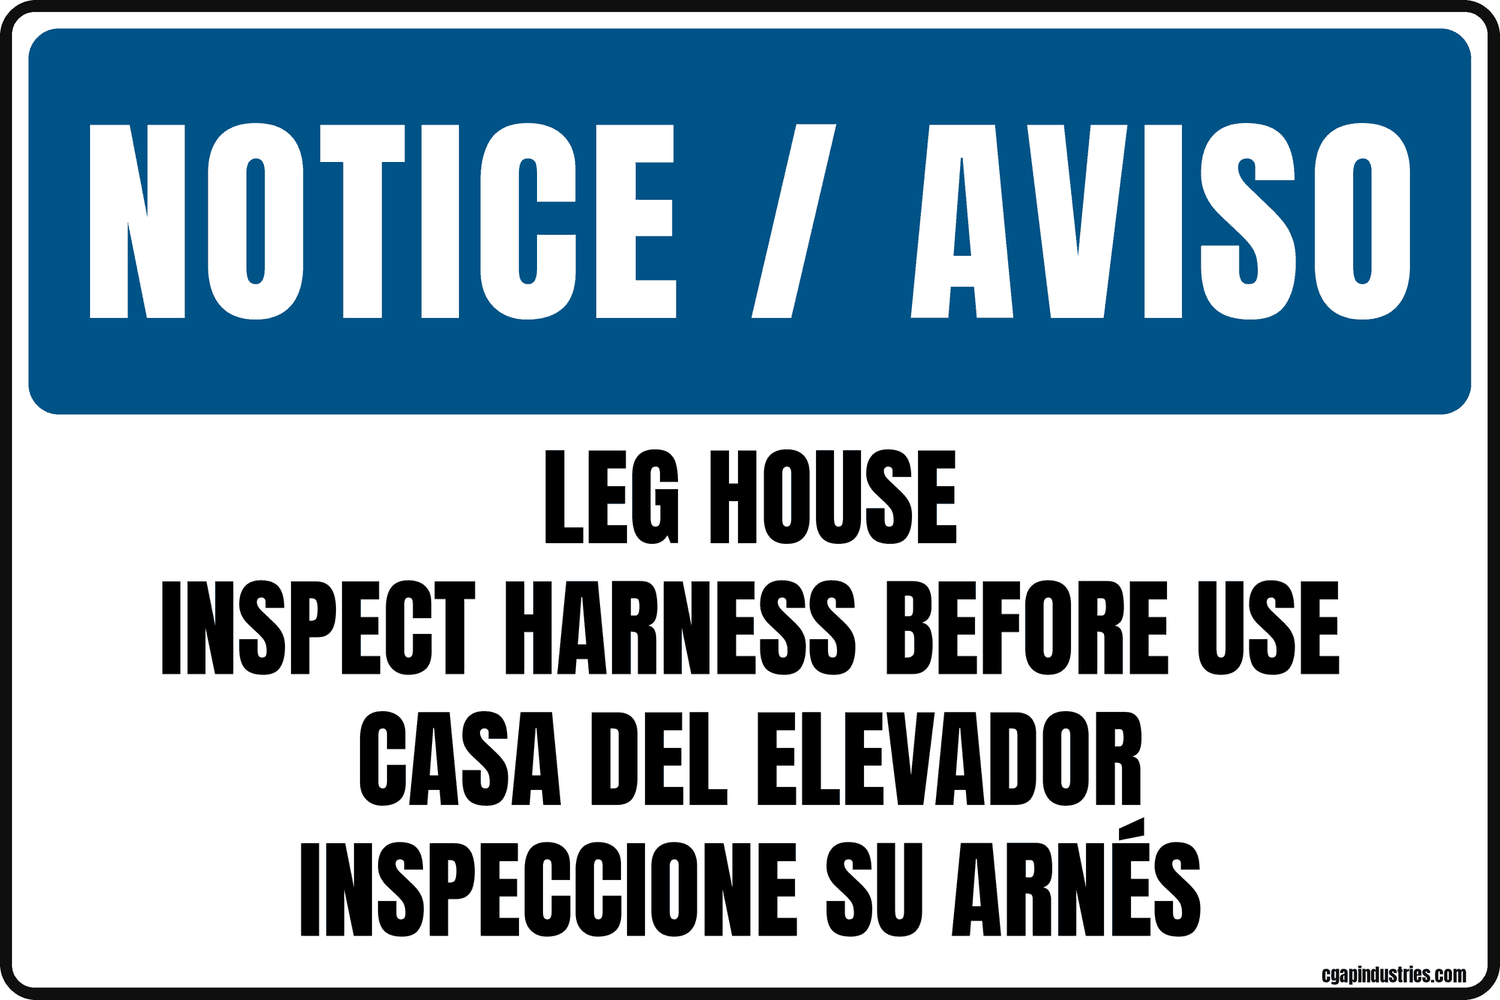 NOTICE / AVISO
LEG HOUSE
INSPECT HARNESS BEFORE USE
CASA DEL ELEVADOR
INSPECCIONE SU ARNÉS
cgapindustries.com